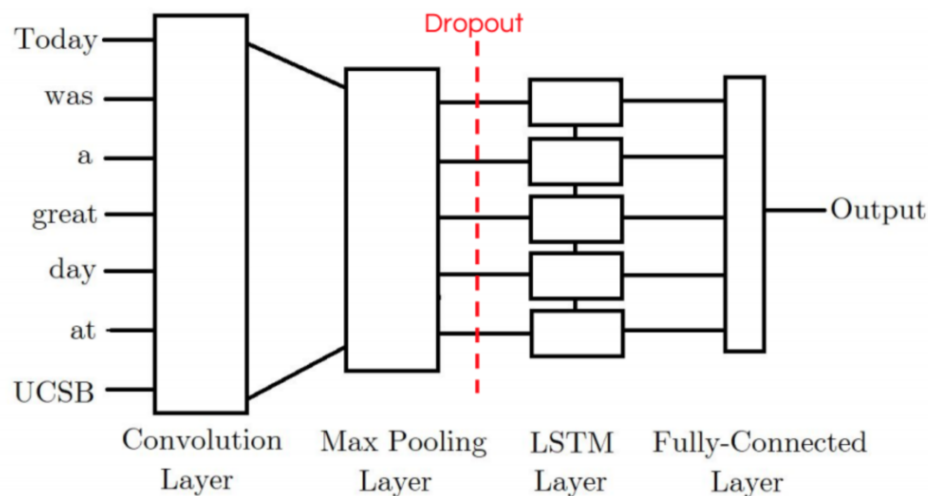 Dropout
Today
was
a
great
day
at
UCSB
Output
Convolution
Layer
Max Pooling
Layer
LSTM
Layer
Fully-Connected
Layer